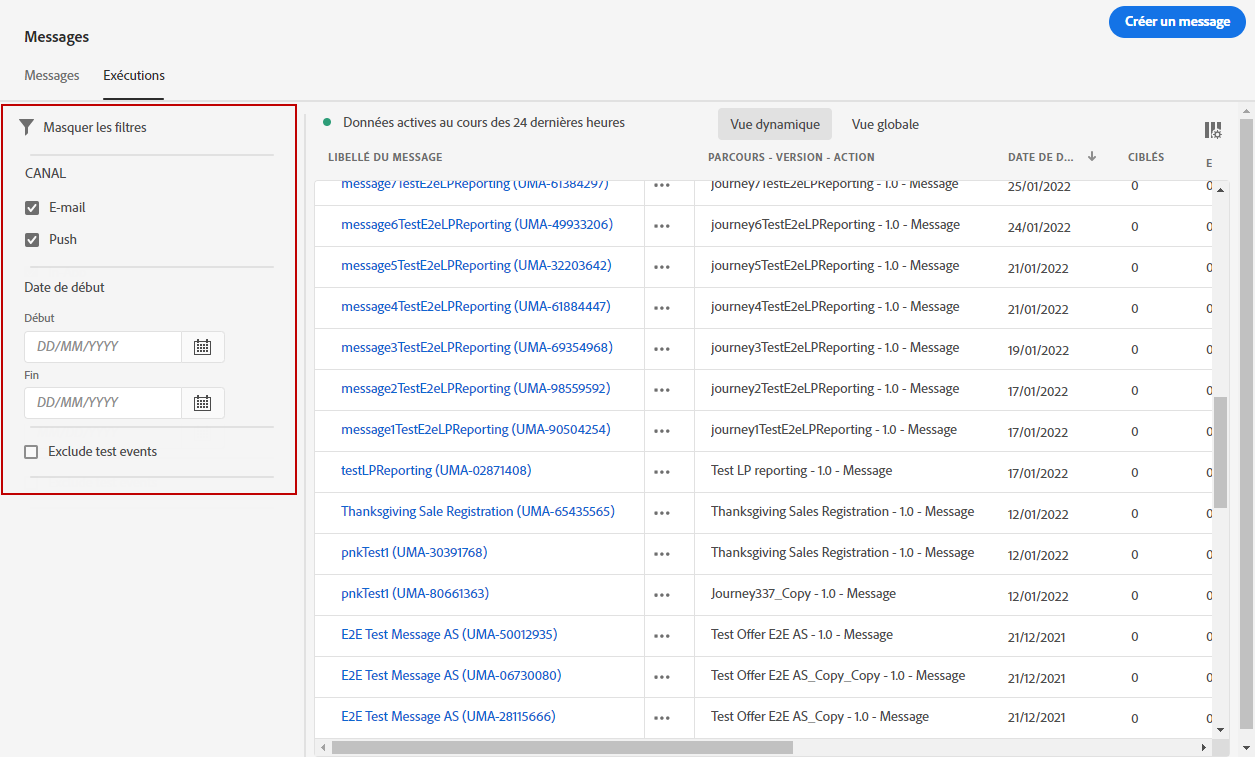 Messages
Créer un message
Messages
Exécutions
Masquer les filtres
CANAL
E-mail
Push
Date de début
Début
DD/MM/YYYY
Fin
DD/MM/YYYY
Exclude test events
Données actives au cours des 24 dernières heures
Vue dynamique
Vue globale
LIBELLÉ DU MESSAGE PARCOURS - VERSION - ACTION DATE DE D... CIBLÉS E
message7TestE2eLPReporting (UMA-61384297) journey7TestE2eLPReporting - 1.0 - Message 25/01/2022 0 0
message6TestE2eLPReporting (UMA-49933206) journey6TestE2eLPReporting - 1.0 - Message 24/01/2022 0 0
message5TestE2eLPReporting (UMA-32203642) journey5TestE2eLPReporting - 1.0 - Message 21/01/2022 0 0
message4TestE2eLPReporting (UMA-61884447) journey4TestE2eLPReporting - 1.0 - Message 21/01/2022 0 0
message3TestE2eLPReporting (UMA-69354968) journey3TestE2eLPReporting - 1.0 - Message 19/01/2022 0 0
message2TestE2eLPReporting (UMA-98559592) journey2TestE2eLPReporting - 1.0 - Message 17/01/2022 0 0
message1TestE2eLPReporting (UMA-90504254) journey1TestE2eLPReporting - 1.0 - Message 17/01/2022 0 0
testLPReporting (UMA-02871408) Test LP reporting - 1.0 - Message 17/01/2022 0 0
Thanksgiving Sale Registration (UMA-65435565) Thanksgiving Sales Registration - 1.0 - Message 12/01/2022 0 0
pnkTest1 (UMA-30391768) Thanksgiving Sales Registration - 1.0 - Message 12/01/2022 0 0
pnkTest1 (UMA-80661363) Journey337_Copy - 1.0 - Message 12/01/2022 0 0
E2E Test Message AS (UMA-50012935) Test Offer E2E AS - 1.0 - Message 21/12/2021 0 0
E2E Test Message AS (UMA-06730080) Test Offer E2E AS_Copy_Copy - 1.0 - Message 21/12/2021 0 0
E2E Test Message AS (UMA-28115666) Test Offer E2E AS_Copy - 1.0 - Message 21/12/2021 0 0